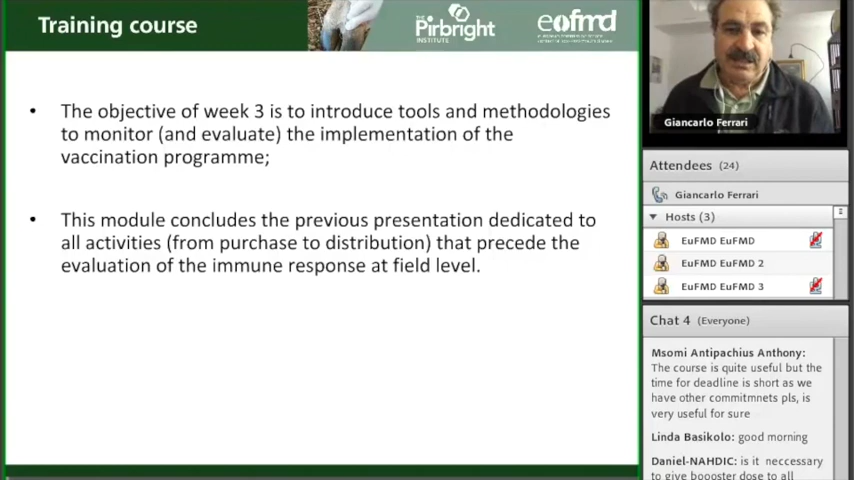 Training course
THE
Pirbright
INSTITUTE
eofmd
• The objective of week 3 is to introduce tools and methodologies
to monitor (and evaluate) the implementation of the
vaccination programme;
• This module concludes the previous presentation dedicated to
all activities (from purchase to distribution) that precede the
evaluation of the immune response at field level.
Giancarlo Ferrari
Attendees (24)
Giancarlo Ferrari
Hosts (3)
EuFMD EuFMD
EuFMD EuFMD 2
EuFMD EuFMD 3
Chat 4 (Everyone)
Msomi Antipachius Anthony:
The course is quite useful but the
time for deadline is short as we
have other commitmnets pls, is
very useful for sure
Linda Basikolo: good morning
Daniel-NAHDIC: is it neccessary
to give boooster dose to all